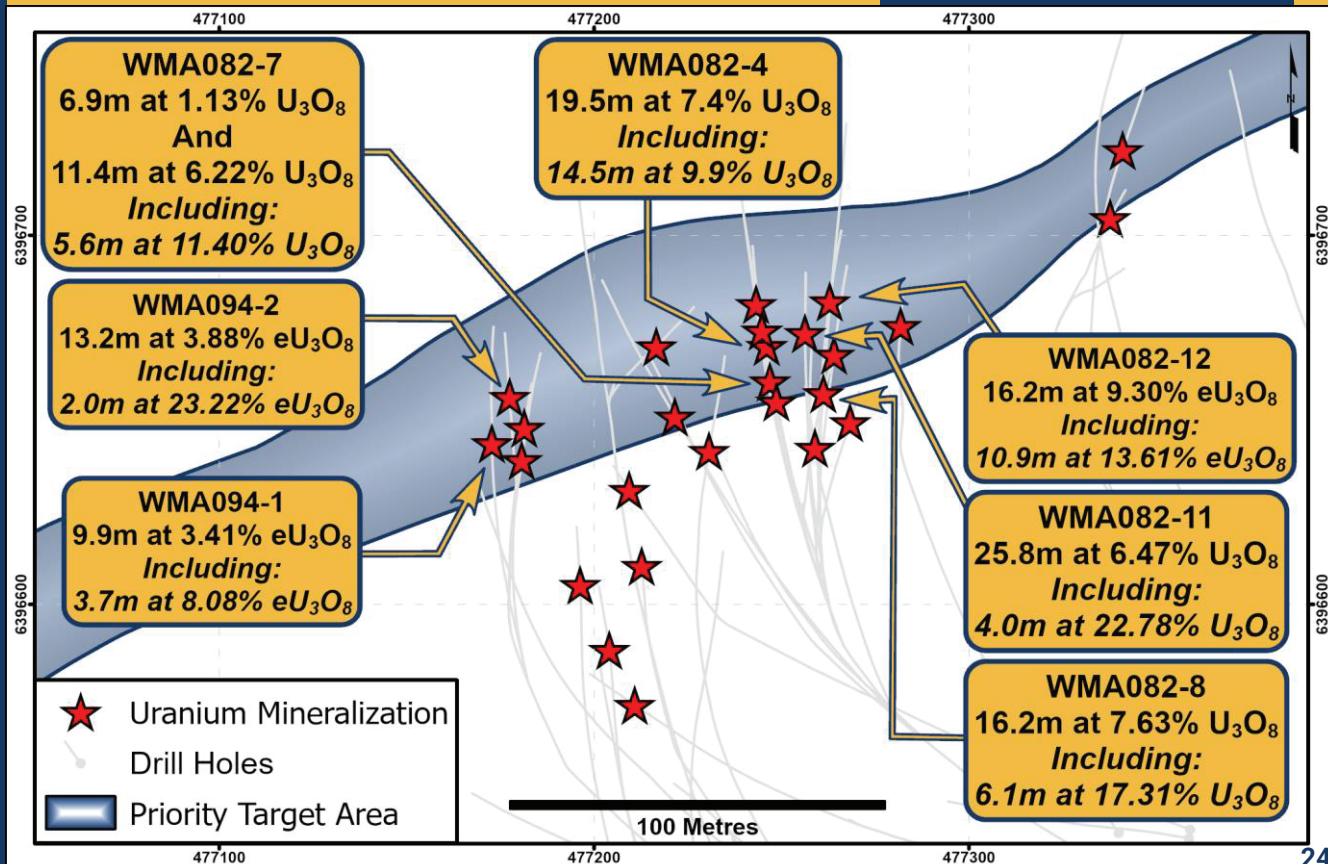 477100
477200
477300
WMA082-7
6.9m at 1.13% U₃O₈
And
11.4m at 6.22% U₃O₈
Including:
5.6m at 11.40% U₃O₈
WMA082-4
19.5m at 7.4% U₃O₈
Including:
14.5m at 9.9% U₃O₈
N
6396700
6396700
WMA094-2
13.2m at 3.88% eU₃O₈
Including:
2.0m at 23.22% eU₃O₈
WMA082-12
16.2m at 9.30% eU₃O₈
Including:
10.9m at 13.61% eU₃O₈
WMA094-1
9.9m at 3.41% eU₃O₈
Including:
3.7m at 8.08% eU₃O₈
WMA082-11
25.8m at 6.47% U₃O₈
Including:
4.0m at 22.78% U₃O₈
6396600
6396600
WMA082-8
16.2m at 7.63% U₃O₈
Including:
6.1m at 17.31% U₃O₈
Uranium Mineralization
Drill Holes
Priority Target Area
100 Metres
477100
477200
477300
24